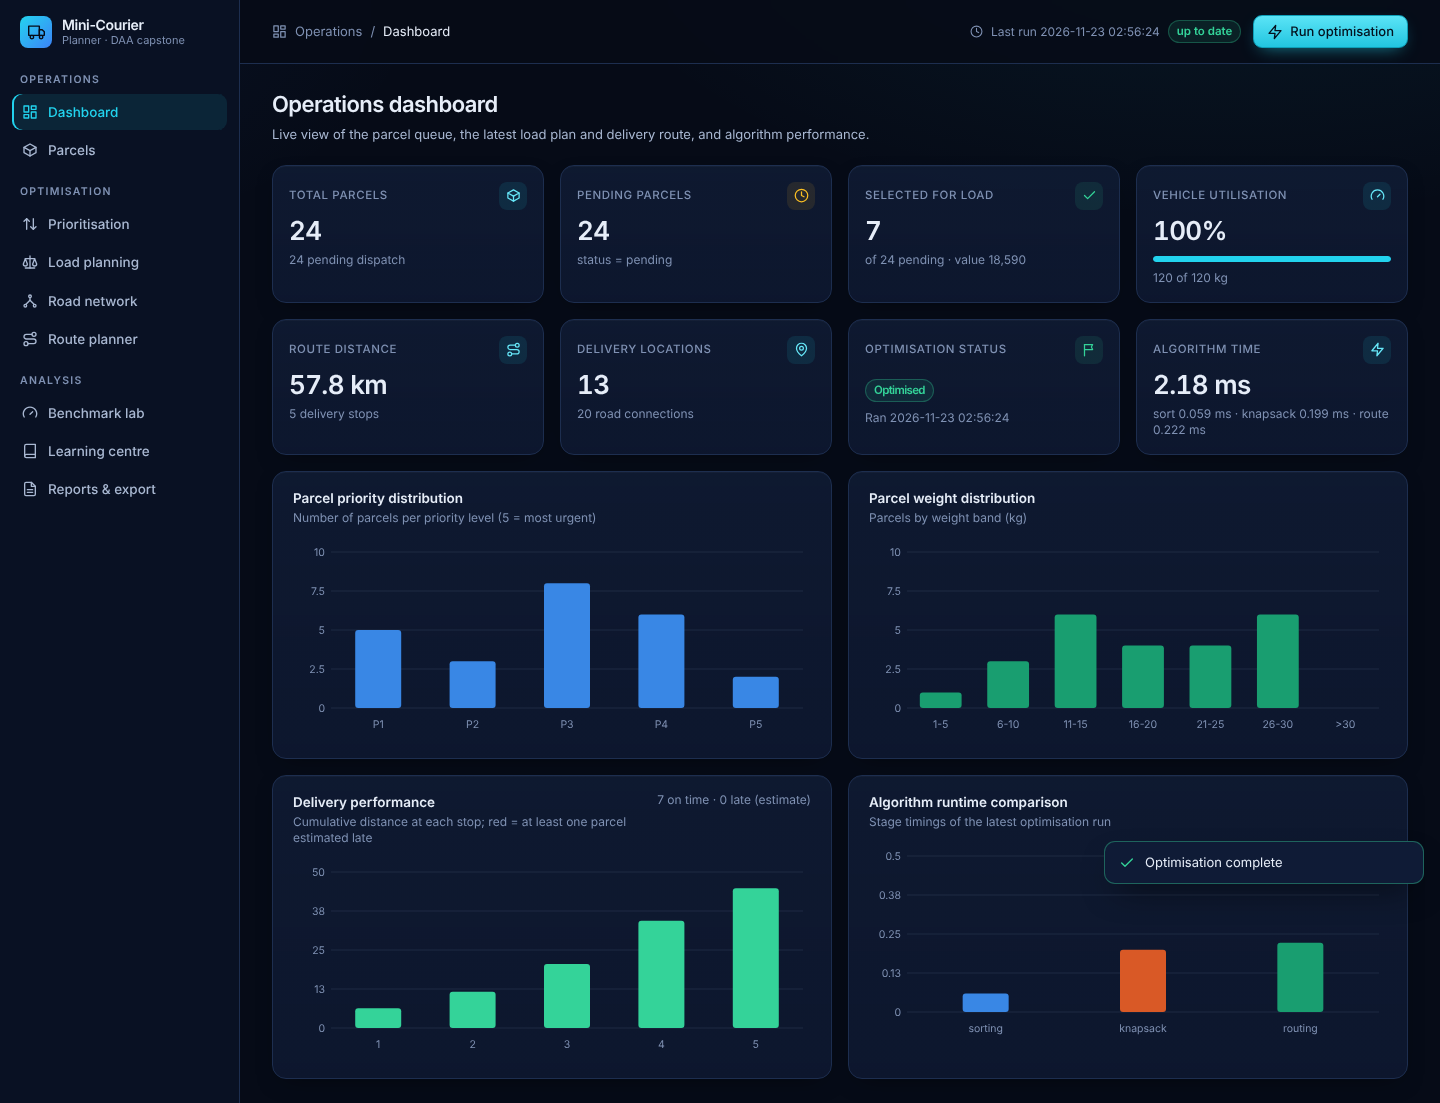 Mini-Courier
Planner · DAA capstone
OPERATIONS
Dashboard
Parcels
OPTIMISATION
Prioritisation
Load planning
Road network
Route planner
ANALYSIS
Benchmark lab
Learning centre
Reports & export
Operations / Dashboard
Last run 2026-11-23 02:56:24
up to date
Run optimisation
Operations dashboard
Live view of the parcel queue, the latest load plan and delivery route, and algorithm performance.
TOTAL PARCELS
24
24 pending dispatch
PENDING PARCELS
24
status = pending
SELECTED FOR LOAD
7
of 24 pending · value 18,590
VEHICLE UTILISATION
100%
120 of 120 kg
ROUTE DISTANCE
57.8 km
5 delivery stops
DELIVERY LOCATIONS
13
20 road connections
OPTIMISATION STATUS
Optimised
Ran 2026-11-23 02:56:24
ALGORITHM TIME
2.18 ms
sort 0.059 ms · knapsack 0.199 ms · route
0.222 ms
Parcel priority distribution
Number of parcels per priority level (5 = most urgent)
10
7.5
5
2.5
0
P1 P2 P3 P4 P5
Parcel weight distribution
Parcels by weight band (kg)
10
7.5
5
2.5
0
1-5 6-10 11-15 16-20 21-25 26-30 >30
Delivery performance
7 on time · 0 late (estimate)
Cumulative distance at each stop; red = at least one parcel
estimated late
50
38
25
13
0
1 2 3 4 5
Algorithm runtime comparison
Stage timings of the latest optimisation run
Optimisation complete
0.5
0.38
0.25
0.13
0
sorting knapsack routing